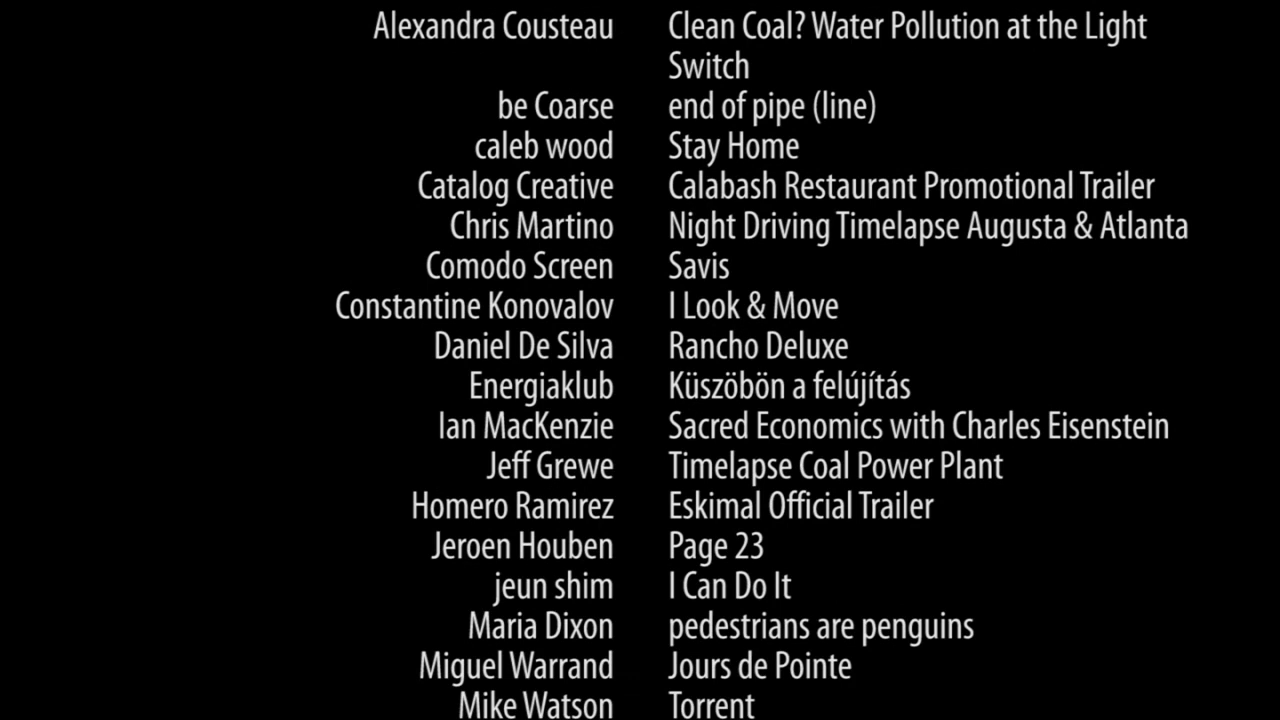 Alexandra Cousteau Clean Coal? Water Pollution at the Light
Switch
be Coarse end of pipe (line)
caleb wood Stay Home
Catalog Creative Calabash Restaurant Promotional Trailer
Chris Martino Night Driving Timelapse Augusta & Atlanta
Comodo Screen Savis
Constantine Konovalov I Look & Move
Daniel De Silva Rancho Deluxe
Energiaklub Küszöbön a felújítás
Ian MacKenzie Sacred Economics with Charles Eisenstein
Jeff Grewe Timelapse Coal Power Plant
Homero Ramirez Eskimal Official Trailer
Jeroen Houben Page 23
jeun shim I Can Do It
Maria Dixon pedestrians are penguins
Miguel Warrand Jours de Pointe
Mike Watson Torrent